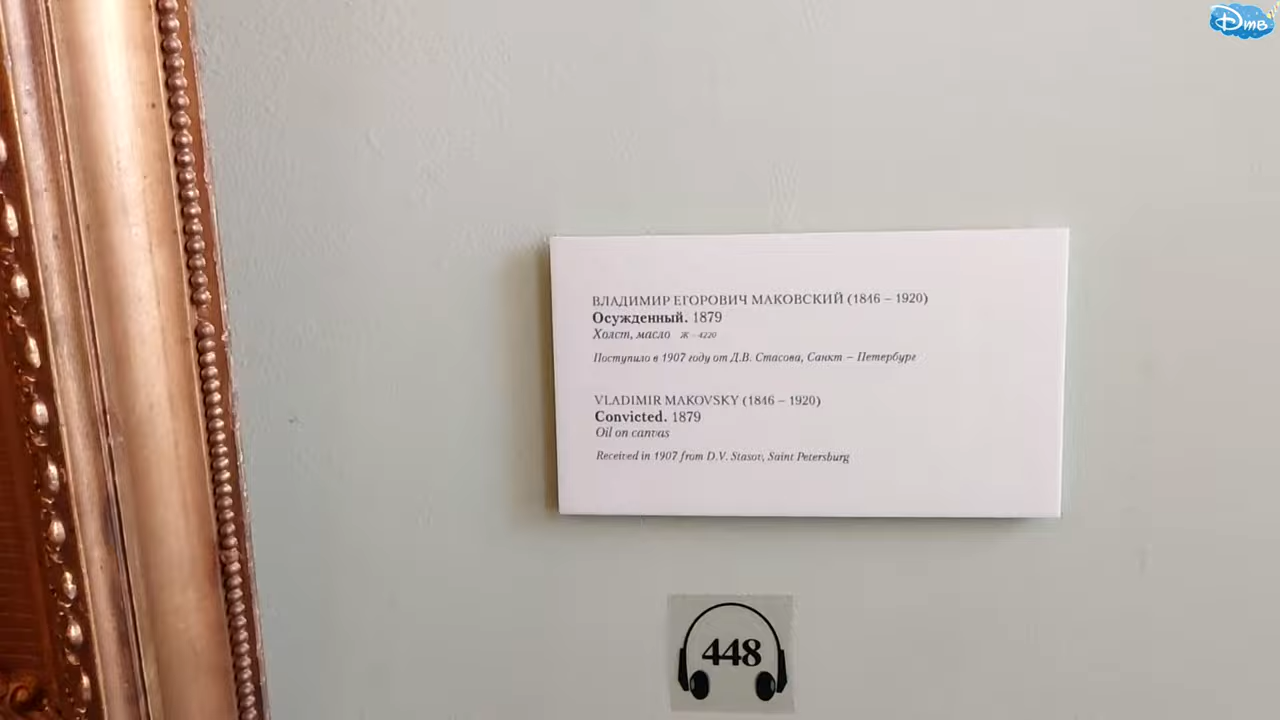 Dmв
ВЛАДИМИР ЕГОРОВИЧ МАКОВСКИЙ (1846 – 1920)
Осужденный. 1879
Холст, масло Ж – 4220
Поступило в 1907 году от Д.В. Стасова, Санкт – Петербург
VLADIMIR MAKOVSKY (1846 – 1920)
Convicted. 1879
Oil on canvas
Received in 1907 from D.V. Stasov, Saint Petersburg
448